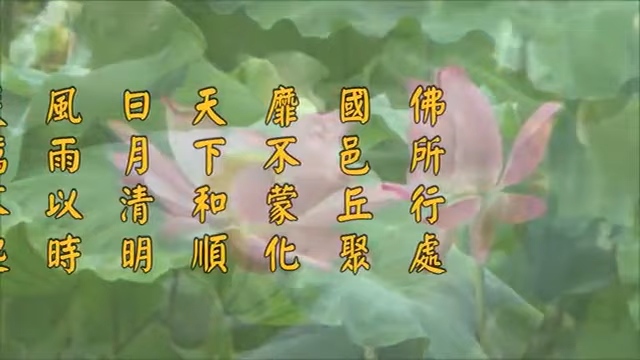 佛所行處
國邑丘聚
靡不蒙化
天下和順
日月清明
風雨以時